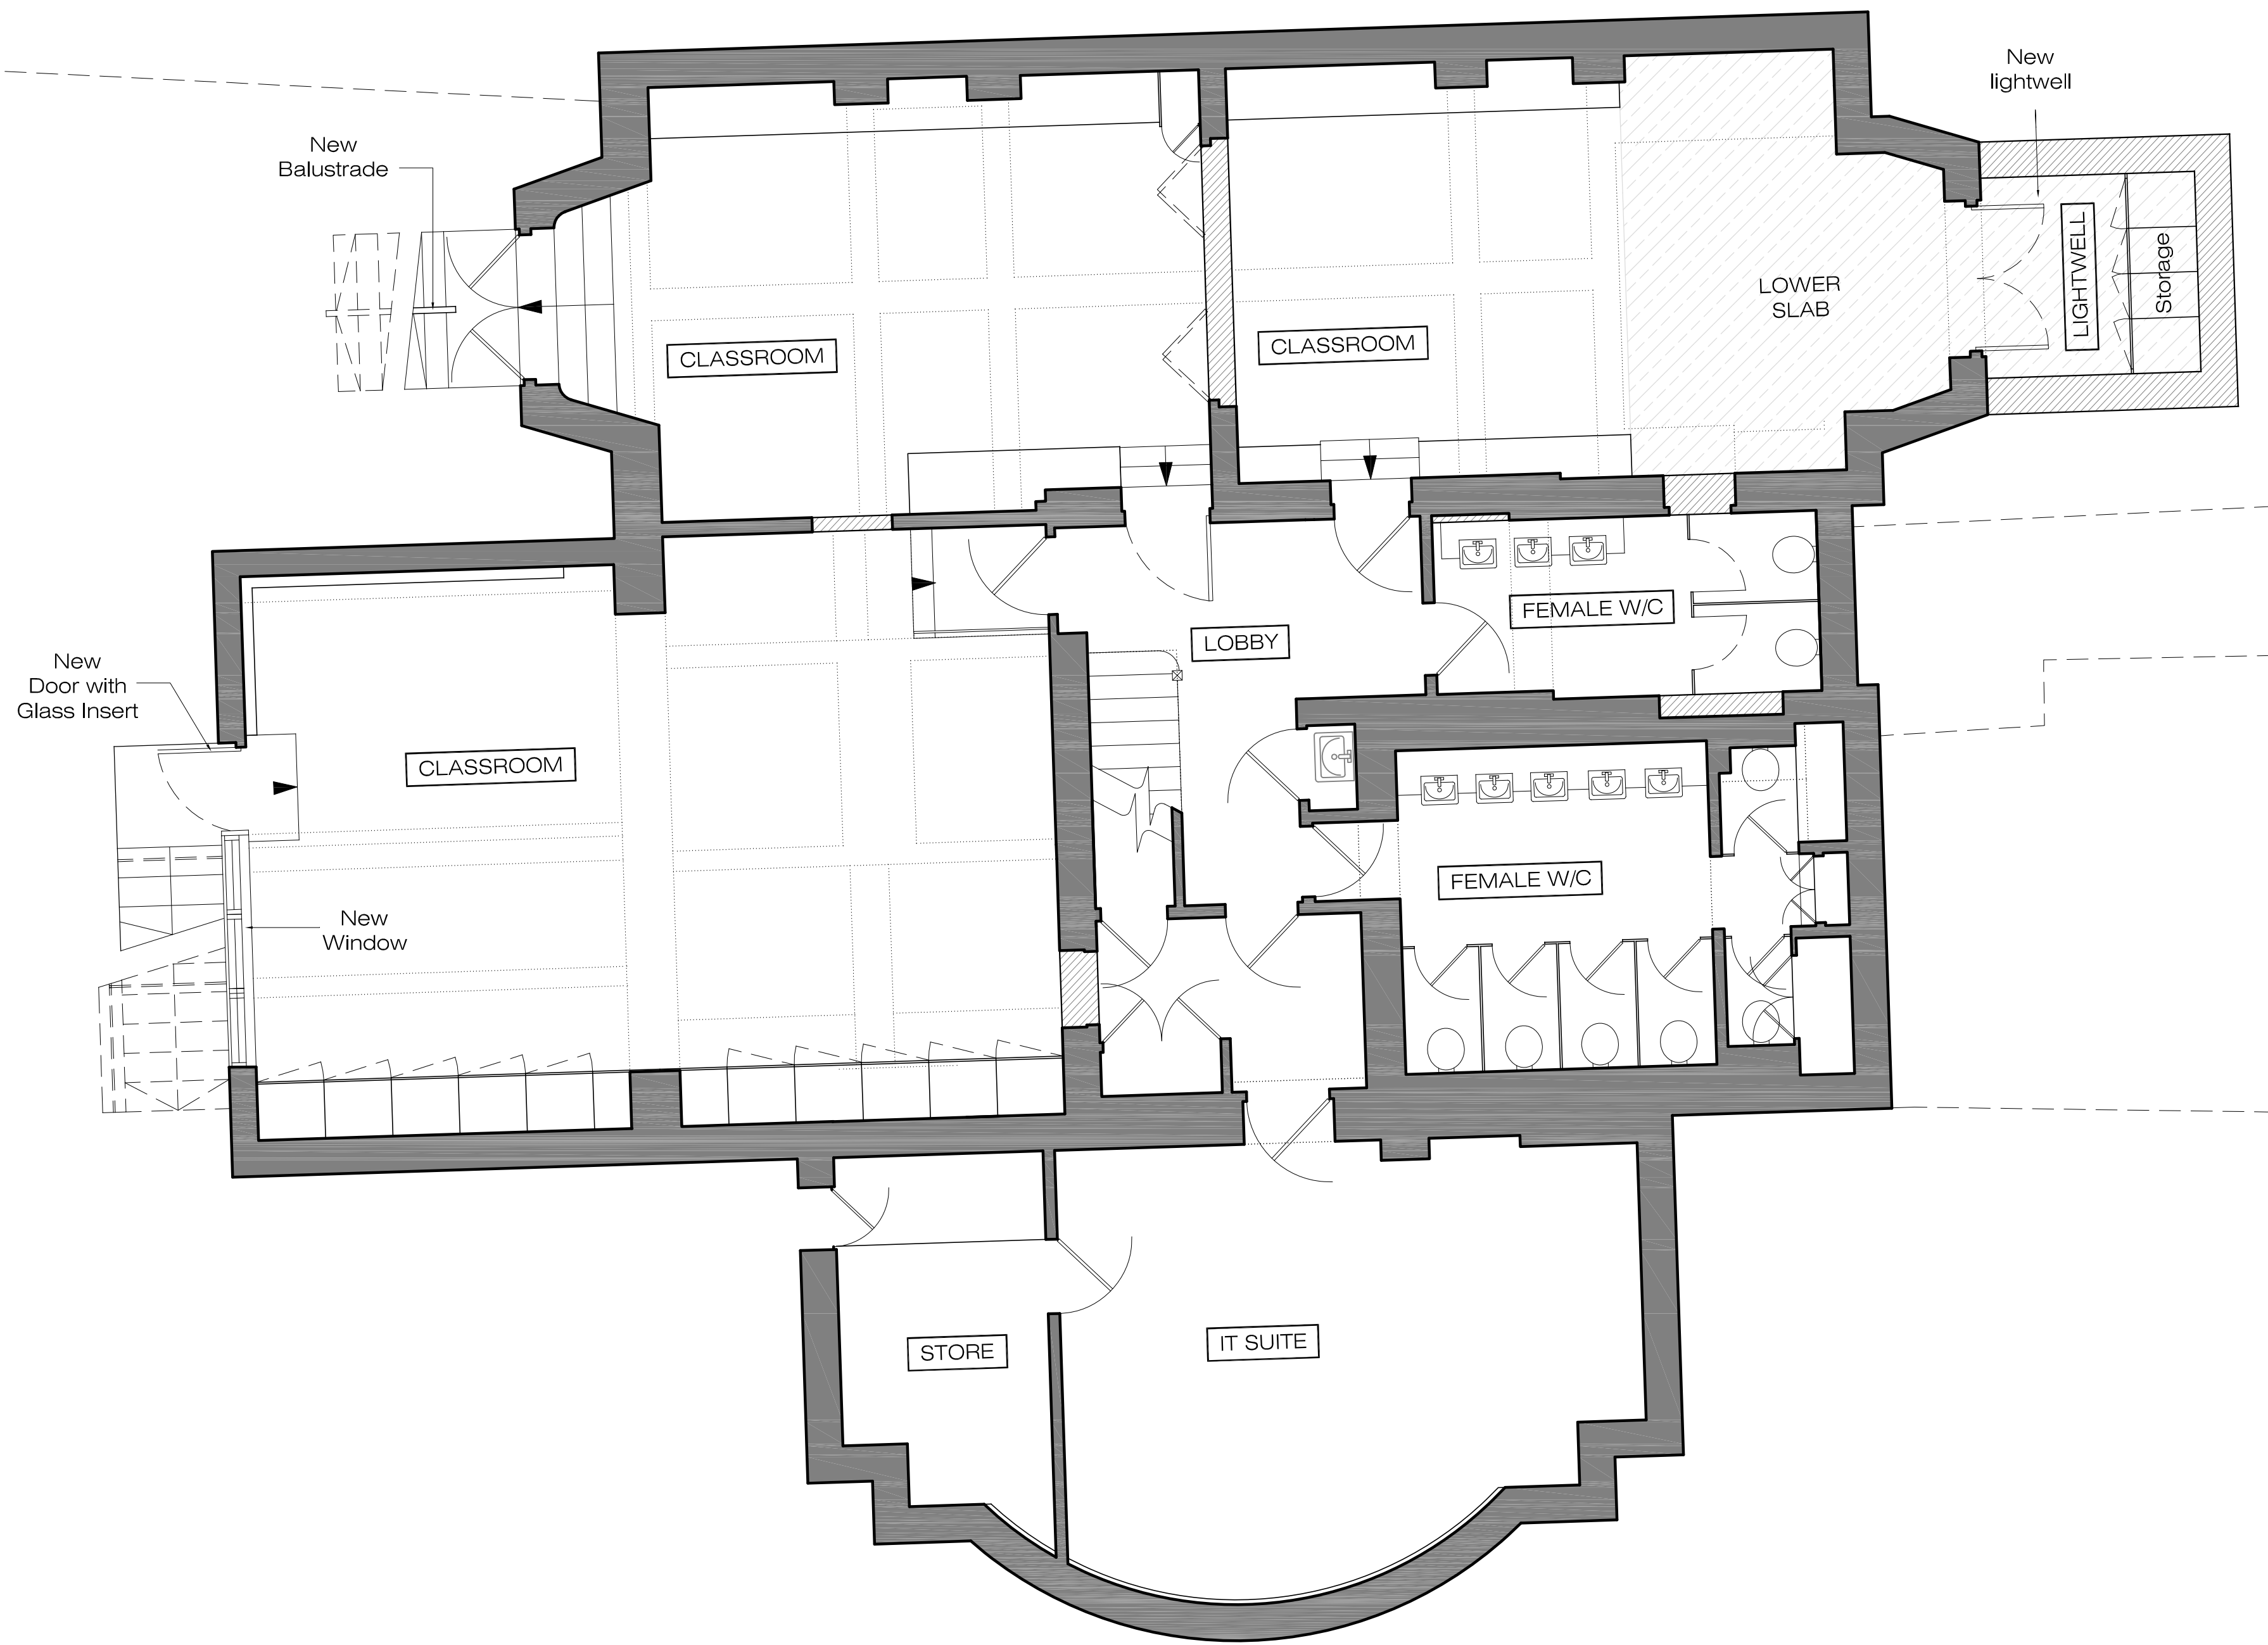 New
lightwell
New
Balustrade
LIGHTWELL
Storage
LOWER
SLAB
CLASSROOM
CLASSROOM
FEMALE W/C
LOBBY
New
Door with
Glass Insert
CLASSROOM
FEMALE W/C
New
Window
STORE
IT SUITE